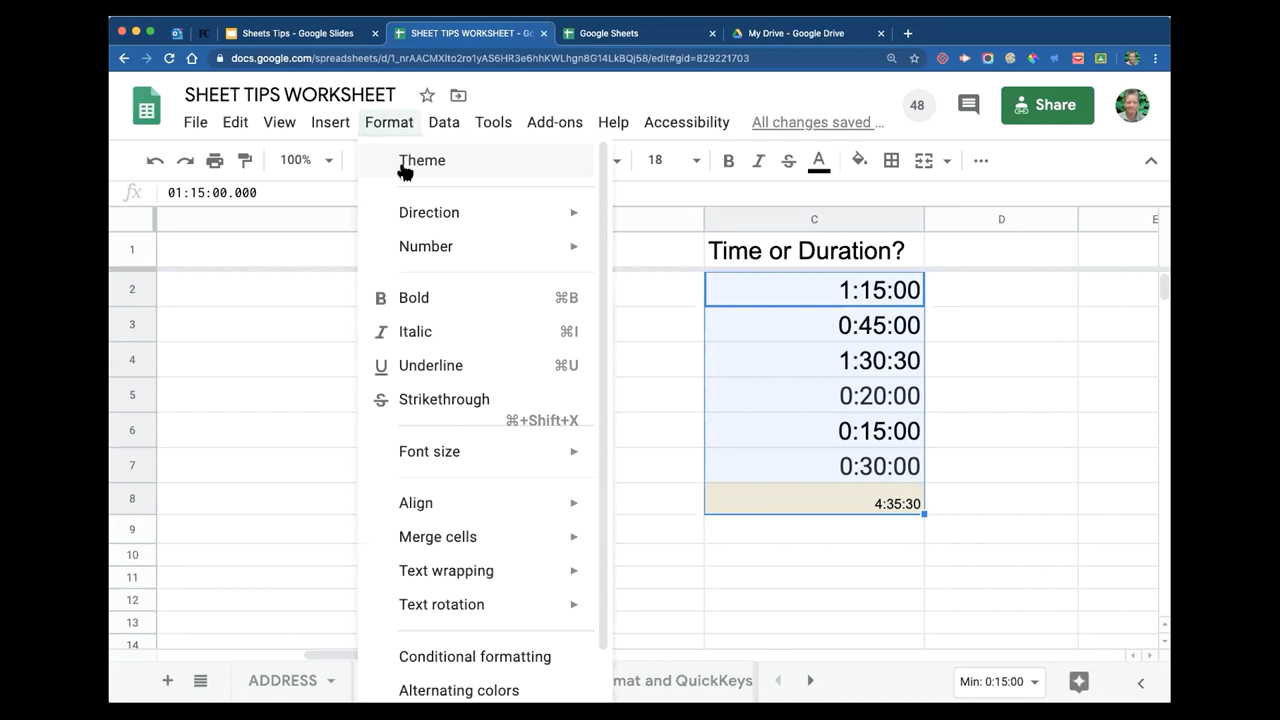 Sheets Tips - Google Slides
SHEET TIPS WORKSHEET - Go
Google Sheets
My Drive - Google Drive
docs.google.com/spreadsheets/d/1_nrAACMXIto2ro1yAS6HR3e6hhKWLhgn8G14LkBQj58/edit#gid=829221703
SHEET TIPS WORKSHEET
48
Share
File Edit View Insert Format Data Tools Add-ons Help Accessibility All changes saved …
100% 18 B I S A
fx 01:15:00.000
Theme
Direction
Number
B Bold ⌘B
I Italic ⌘I
U Underline ⌘U
S Strikethrough
⌘+Shift+X
Font size
Align
Merge cells
Text wrapping
Text rotation
Conditional formatting
Alternating colors
C D E
1 Time or Duration?
2 1:15:00
3 0:45:00
4 1:30:30
5 0:20:00
6 0:15:00
7 0:30:00
8 4:35:30
9
10
11
12
13
14
ADDRESS
mat and QuickKeys
Min: 0:15:00